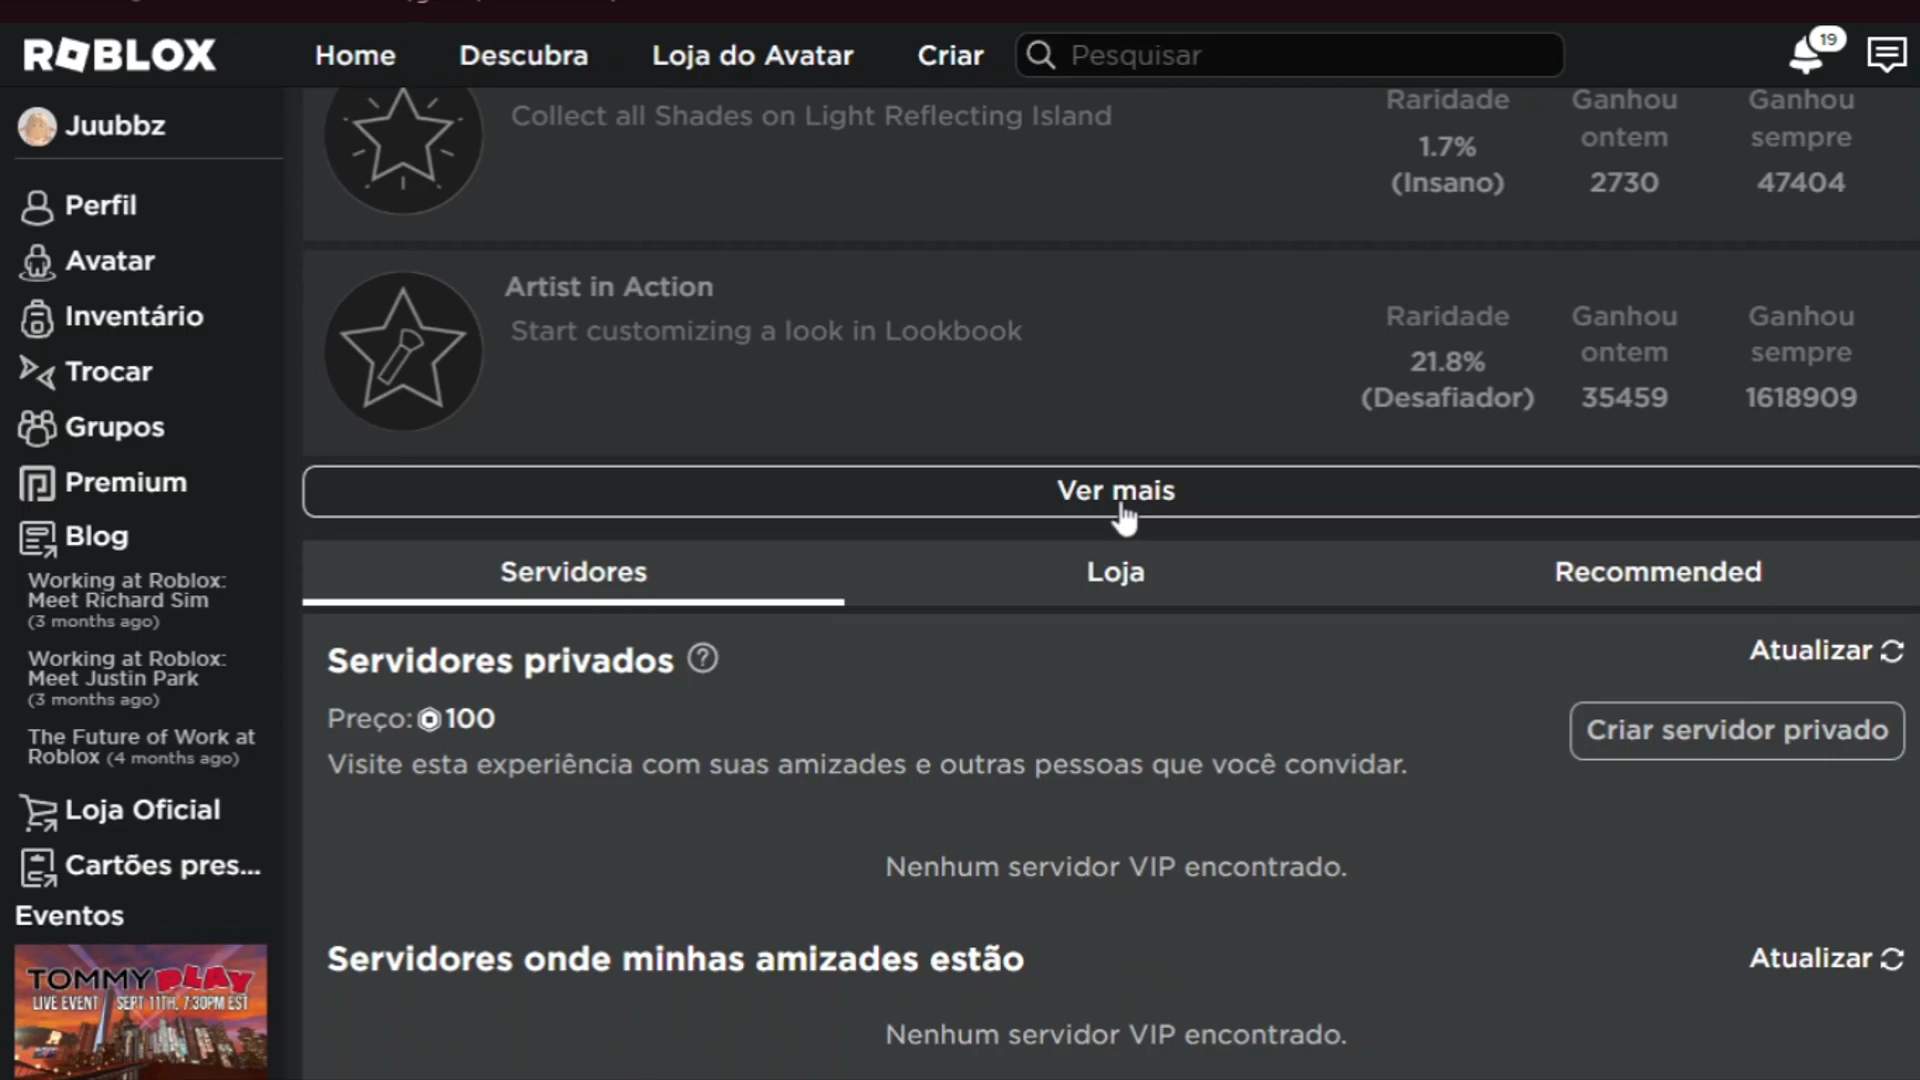 ROBLOX
Home
Descubra
Loja do Avatar
Criar
Pesquisar
19
Juubbz
Perfil
Avatar
Inventário
Trocar
Grupos
Premium
Blog
Working at Roblox:
Meet Richard Sim
(3 months ago)
Working at Roblox:
Meet Justin Park
(3 months ago)
The Future of Work at
Roblox (4 months ago)
Loja Oficial
Cartões pres...
Eventos
TOMMY PLAY
LIVE EVENT SEPT 11TH, 7:30PM EST
Collect all Shades on Light Reflecting Island
Raridade
1.7%
(Insano)
Ganhou
ontem
2730
Ganhou
sempre
47404
Artist in Action
Start customizing a look in Lookbook
Raridade
21.8%
(Desafiador)
Ganhou
ontem
35459
Ganhou
sempre
1618909
Ver mais
Servidores
Loja
Recommended
Servidores privados
Atualizar
Preço: 100
Criar servidor privado
Visite esta experiência com suas amizades e outras pessoas que você convidar.
Nenhum servidor VIP encontrado.
Servidores onde minhas amizades estão
Atualizar
Nenhum servidor VIP encontrado.